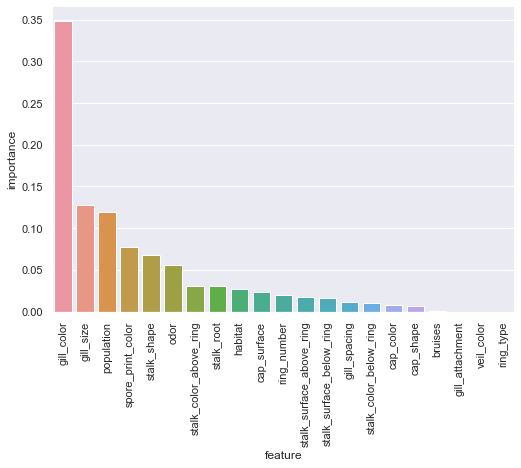 0.35
0.30
0.25
0.20
0.15
0.10
0.05
0.00
importance
gill_color
gill_size
population
spore_print_color
stalk_shape
odor
stalk_color_above_ring
stalk_root
habitat
cap_surface
ring_number
stalk_surface_above_ring
stalk_surface_below_ring
gill_spacing
stalk_color_below_ring
cap_color
cap_shape
bruises
gill_attachment
veil_color
ring_type
feature